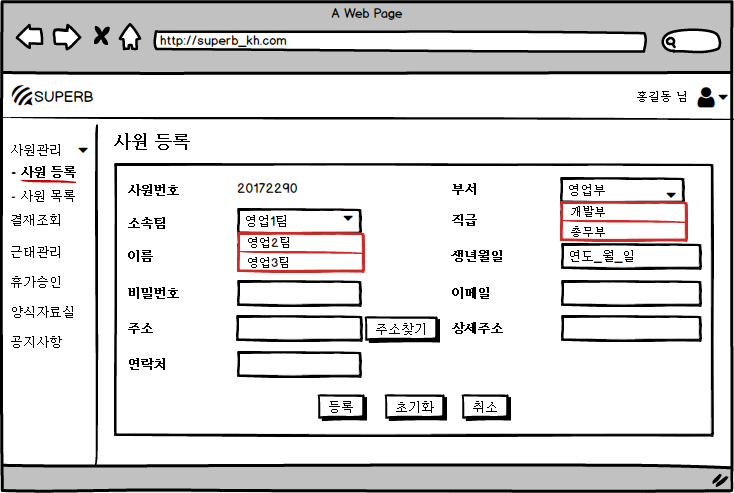 A Web Page
http://superb_kh.com
SUPERB
홍길동 님
사원관리
- 사원 등록
- 사원 목록
결재조회
근태관리
휴가승인
양식자료실
공지사항
사원 등록
사원번호 20172290 부서 영업부
소속팀 영업1팀 직급 개발부
영업2팀 총무부
이름 영업3팀 생년월일 연도_월_일
비밀번호 이메일
주소 주소찾기 상세주소
연락처
등록 초기화 취소